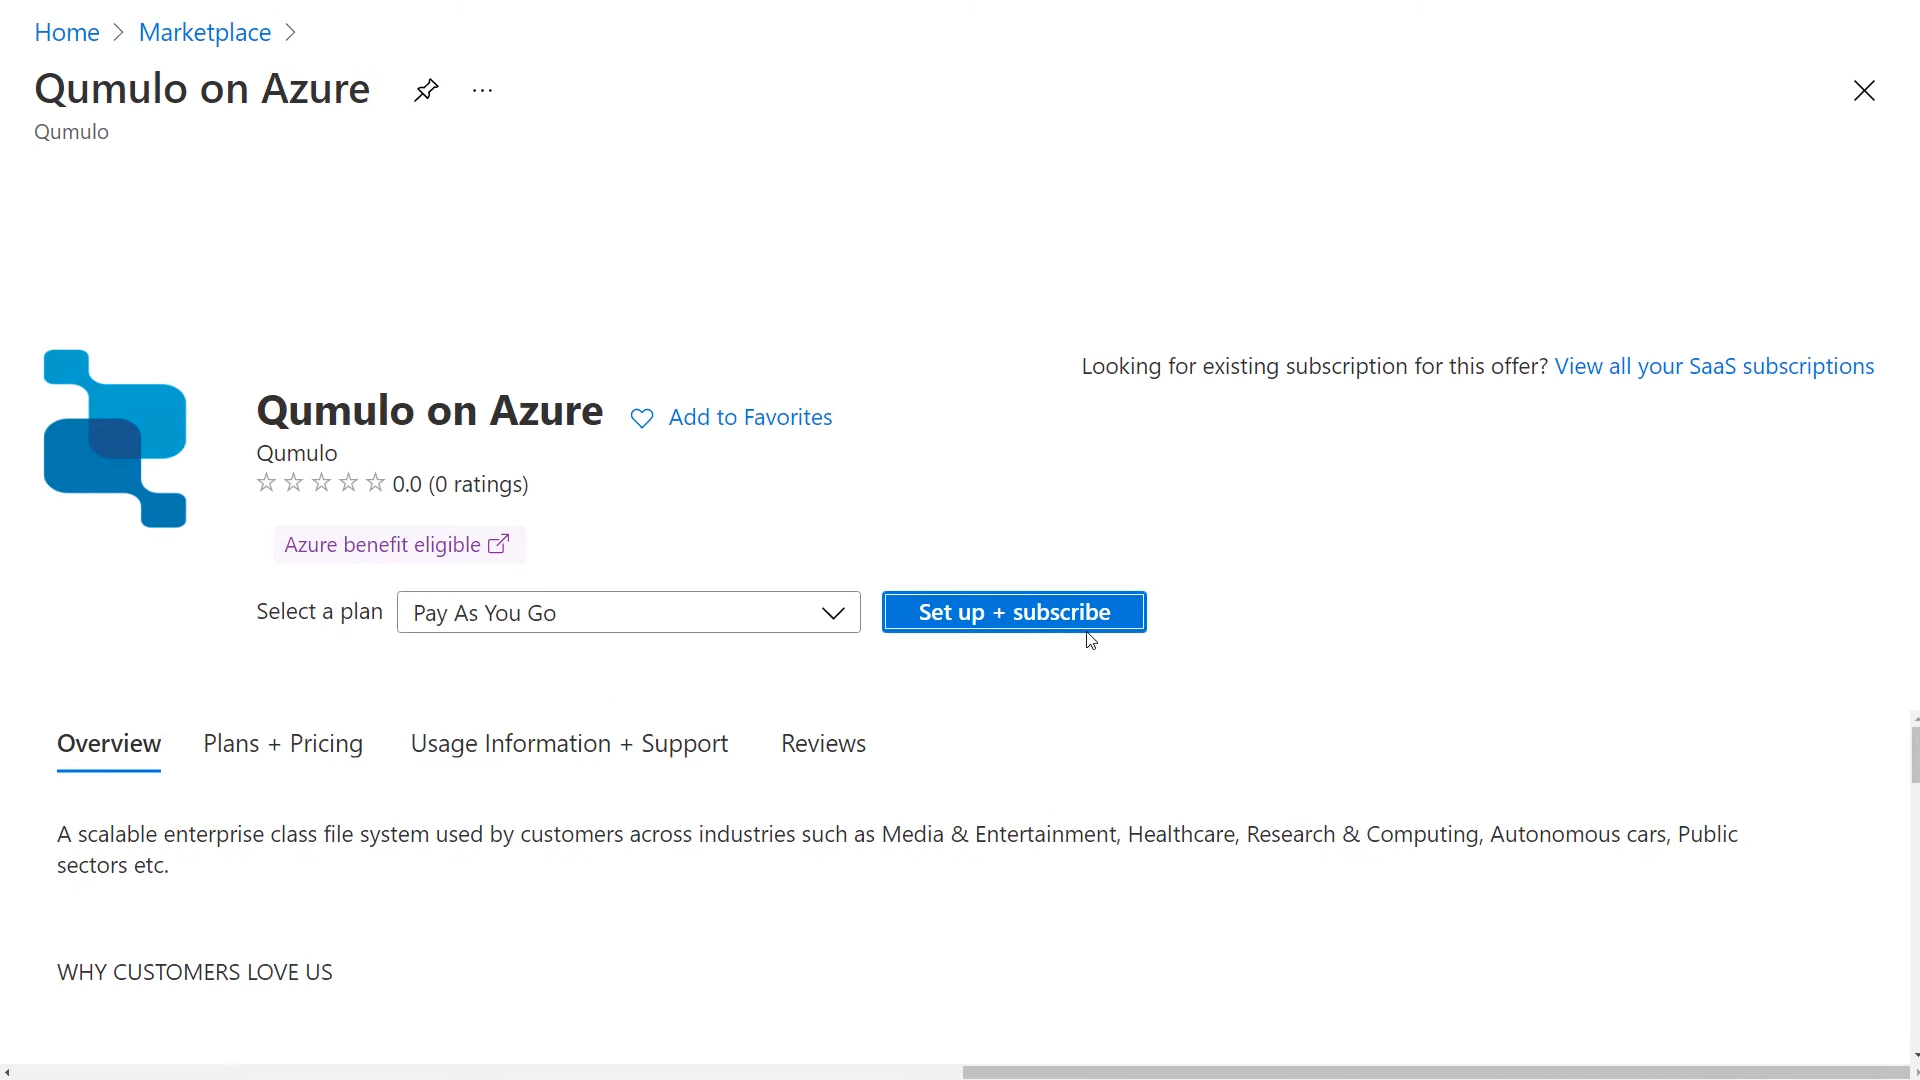 Home > Marketplace >
Qumulo on Azure ...
Qumulo
Looking for existing subscription for this offer? View all your SaaS subscriptions
Qumulo on Azure Add to Favorites
Qumulo
0.0 (0 ratings)
Azure benefit eligible
Select a plan Pay As You Go Set up + subscribe
Overview Plans + Pricing Usage Information + Support Reviews
A scalable enterprise class file system used by customers across industries such as Media & Entertainment, Healthcare, Research & Computing, Autonomous cars, Public
sectors etc.
WHY CUSTOMERS LOVE US